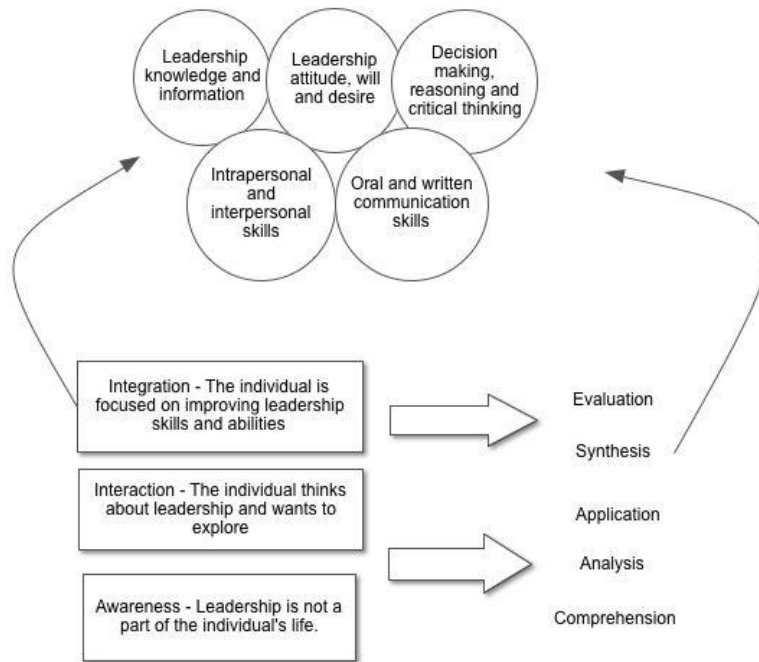 Leadership
knowledge and
information
Leadership
attitude, will
and desire
Decision
making,
reasoning and
critical thinking
Intrapersonal
and
interpersonal
skills
Oral and written
communication
skills
Integration - The individual is
focused on improving leadership
skills and abilities
Evaluation
Synthesis
Interaction - The individual thinks
about leadership and wants to
explore
Application
Analysis
Awareness - Leadership is not a
part of the individual's life.
Comprehension